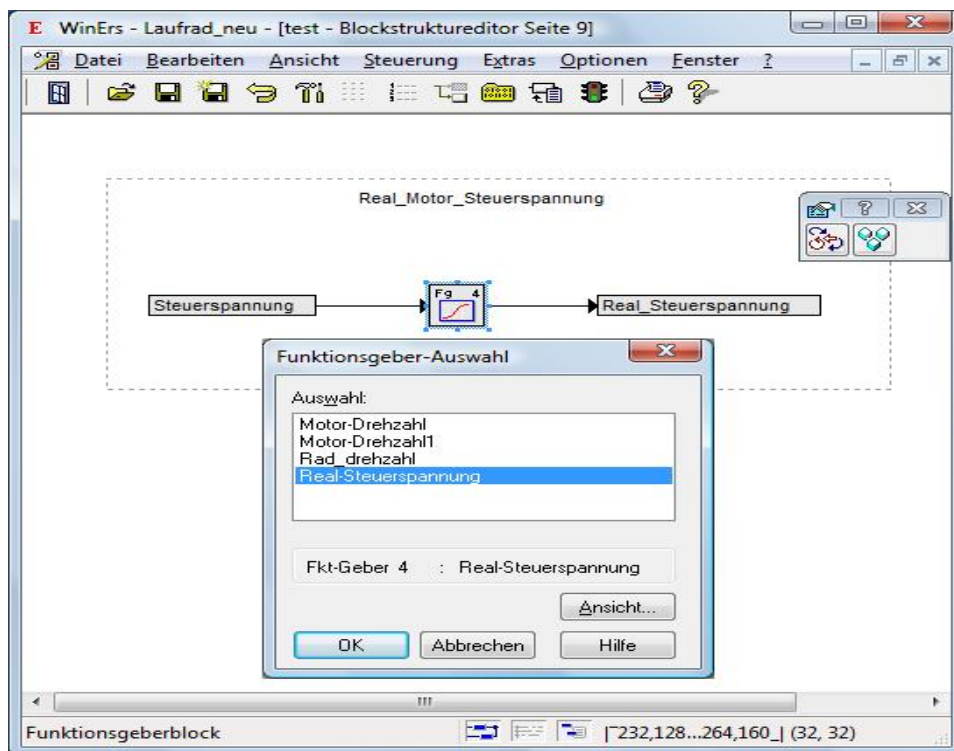 E WinErs - Laufrad_neu - [test - Blockstruktureditor Seite 9]
Datei Bearbeiten Ansicht Steuerung Extras Optionen Fenster ?
Real_Motor_Steuerspannung
Steuerspannung
Fg 4
Real_Steuerspannung
Funktionsgeber-Auswahl
Auswahl:
Motor-Drehzahl
Motor-Drehzahl1
Rad_drehzahl
Real-Steuerspannung
Fkt-Geber 4 : Real-Steuerspannung
Ansicht...
OK Abbrechen Hilfe
Funktionsgeberblock |¯232,128...264,160_| (32, 32)